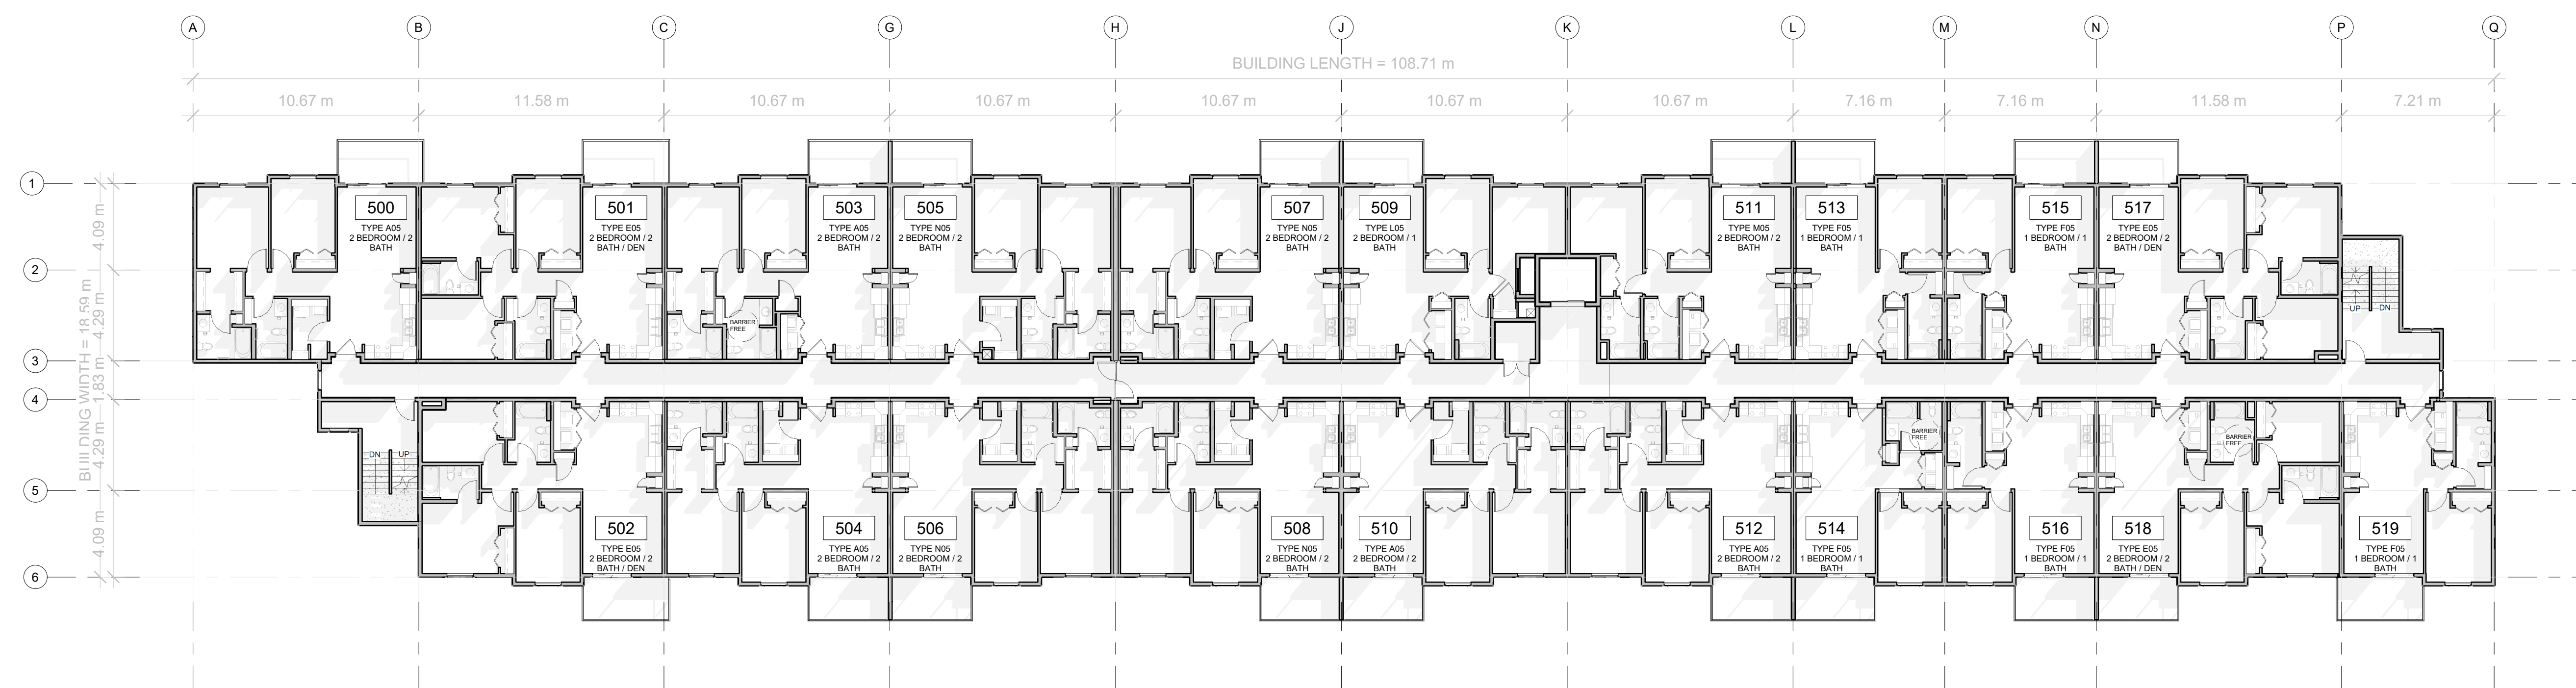 A B C G H J K L M N P Q
BUILDING LENGTH = 108.71 m
10.67 m 11.58 m 10.67 m 10.67 m 10.67 m 10.67 m 10.67 m 7.16 m 7.16 m 11.58 m 7.21 m
1
2
3
4
5
6
BUILDING WIDTH = 18.59 m
4.09 m
4.29 m
1.83 m
4.29 m
4.09 m
500
TYPE A05
2 BEDROOM / 2
BATH
501
TYPE E05
2 BEDROOM / 2
BATH / DEN
503
TYPE A05
2 BEDROOM / 2
BATH
505
TYPE N05
2 BEDROOM / 2
BATH
507
TYPE N05
2 BEDROOM / 2
BATH
509
TYPE L05
2 BEDROOM / 1
BATH
511
TYPE M05
2 BEDROOM / 2
BATH
513
TYPE F05
1 BEDROOM / 1
BATH
515
TYPE F05
1 BEDROOM / 1
BATH
517
TYPE E05
2 BEDROOM / 2
BATH / DEN
BARRIER
FREE
UP DN
DN UP
BARRIER
FREE
BARRIER
FREE
502
TYPE E05
2 BEDROOM / 2
BATH / DEN
504
TYPE A05
2 BEDROOM / 2
BATH
506
TYPE N05
2 BEDROOM / 2
BATH
508
TYPE N05
2 BEDROOM / 2
BATH
510
TYPE A05
2 BEDROOM / 2
BATH
512
TYPE A05
2 BEDROOM / 2
BATH
514
TYPE F05
1 BEDROOM / 1
BATH
516
TYPE F05
1 BEDROOM / 1
BATH
518
TYPE E05
2 BEDROOM / 2
BATH / DEN
519
TYPE F05
1 BEDROOM / 1
BATH